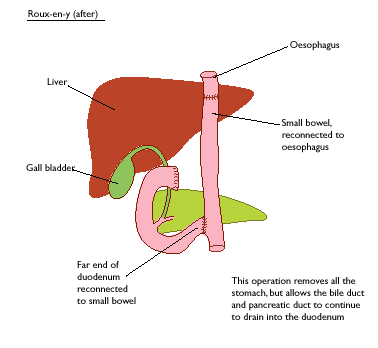 Roux-en-y (after)
Oesophagus
Liver
Small bowel,
reconnected to
oesophagus
Gall bladder
Far end of
duodenum
reconnected
to small bowel
This operation removes all the
stomach, but allows the bile duct
and pancreatic duct to continue
to drain into the duodenum